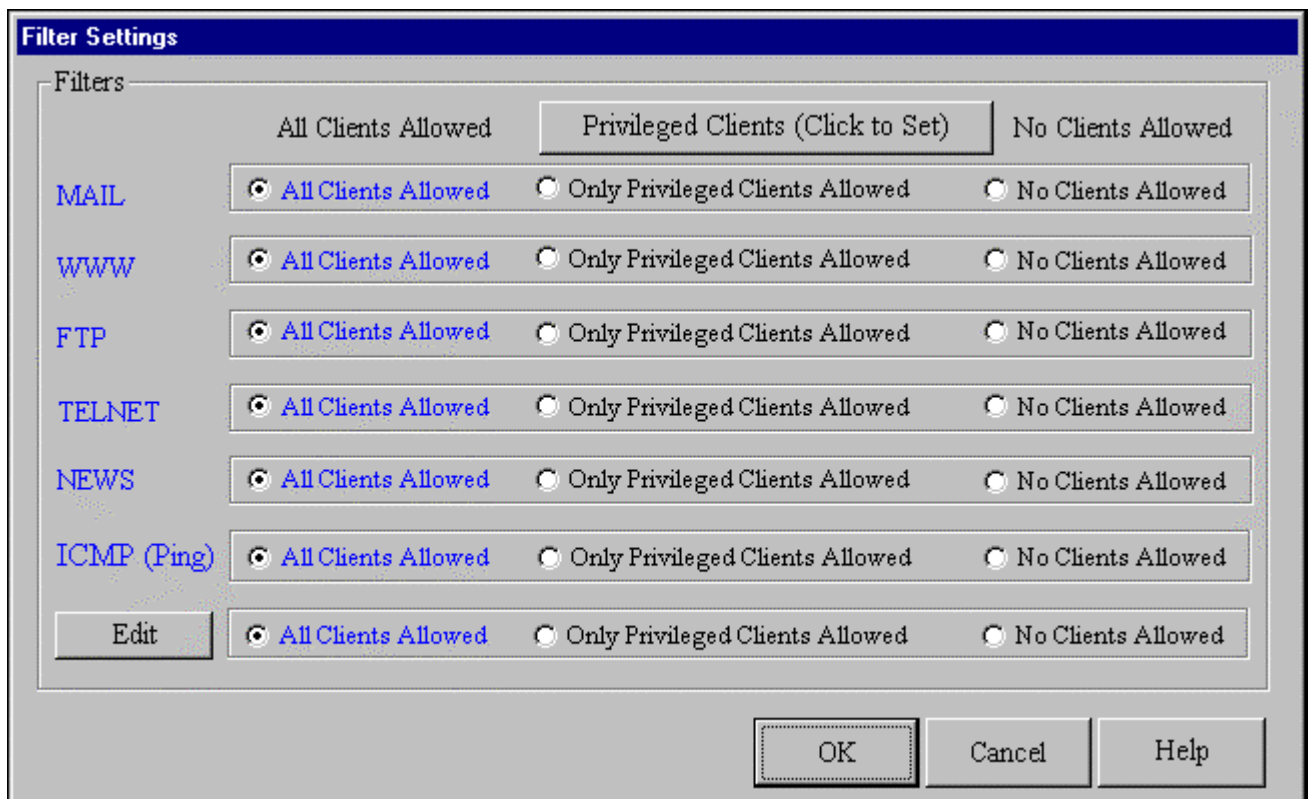 Filter Settings
Filters
All Clients Allowed Privileged Clients (Click to Set) No Clients Allowed
MAIL All Clients Allowed Only Privileged Clients Allowed No Clients Allowed
WWW All Clients Allowed Only Privileged Clients Allowed No Clients Allowed
FTP All Clients Allowed Only Privileged Clients Allowed No Clients Allowed
TELNET All Clients Allowed Only Privileged Clients Allowed No Clients Allowed
NEWS All Clients Allowed Only Privileged Clients Allowed No Clients Allowed
ICMP (Ping) All Clients Allowed Only Privileged Clients Allowed No Clients Allowed
Edit All Clients Allowed Only Privileged Clients Allowed No Clients Allowed
OK Cancel Help